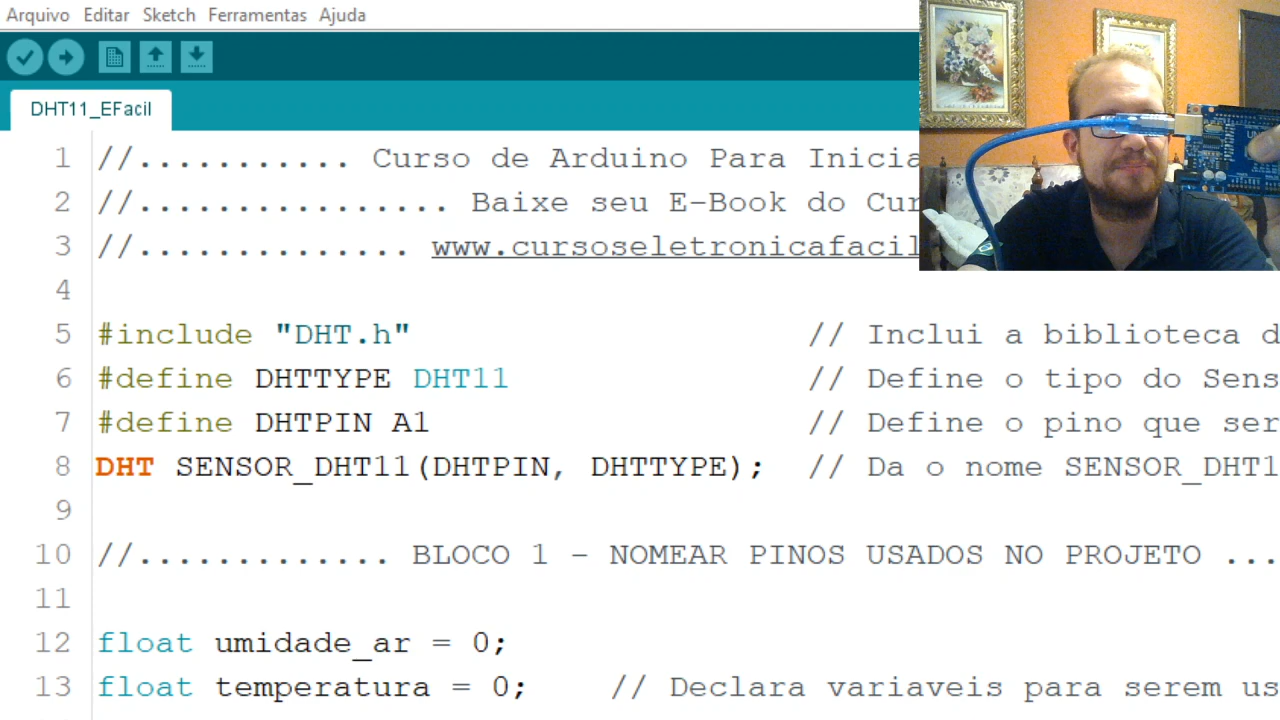 Arquivo Editar Sketch Ferramentas Ajuda
DHT11_EFacil
1 //........... Curso de Arduino Para Inicia
2 //................ Baixe seu E-Book do Cur
3 //.............. www.cursoseletronicafacil
4
5 #include "DHT.h" // Inclui a biblioteca d
6 #define DHTTYPE DHT11 // Define o tipo do Sens
7 #define DHTPIN A1 // Define o pino que ser
8 DHT SENSOR_DHT11(DHTPIN, DHTTYPE); // Da o nome SENSOR_DHT1
9
10 //............. BLOCO 1 - NOMEAR PINOS USADOS NO PROJETO ...
11
12 float umidade_ar = 0;
13 float temperatura = 0; // Declara variaveis para serem us